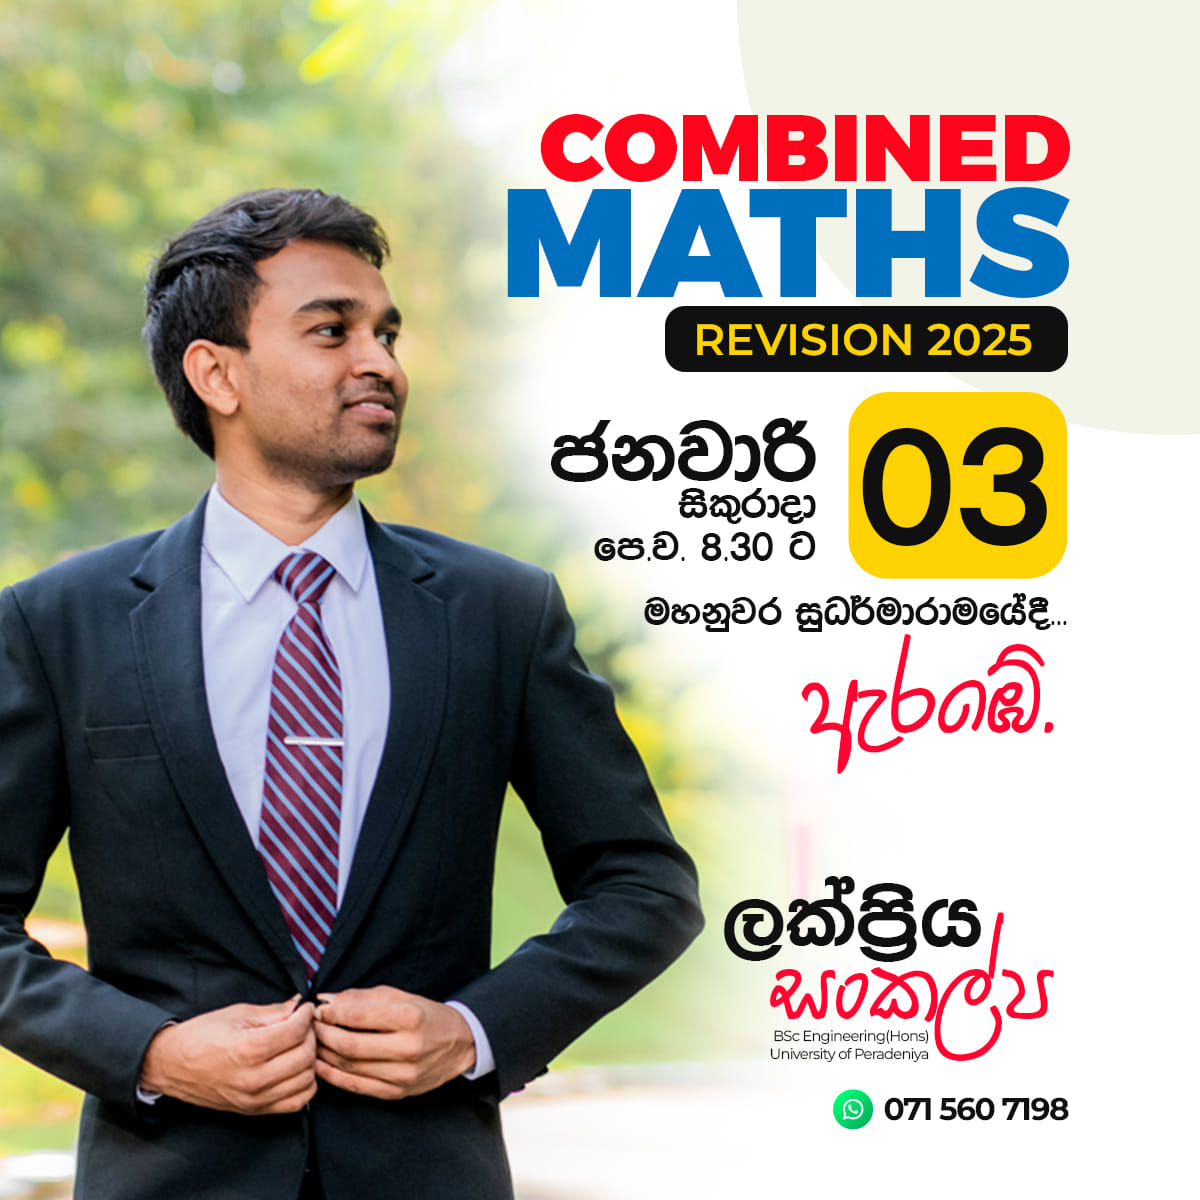 COMBINED
MATHS
REVISION 2025
ජනවාරි 03
සිකුරාදා
පෙ.ව. 8.30 ට
මහනුවර සුධර්මාරාමයේදී...
ඇරඹේ.
ලක්ප්‍රිය
සංකල්ප
BSc Engineering(Hons)
University of Peradeniya
071 560 7198